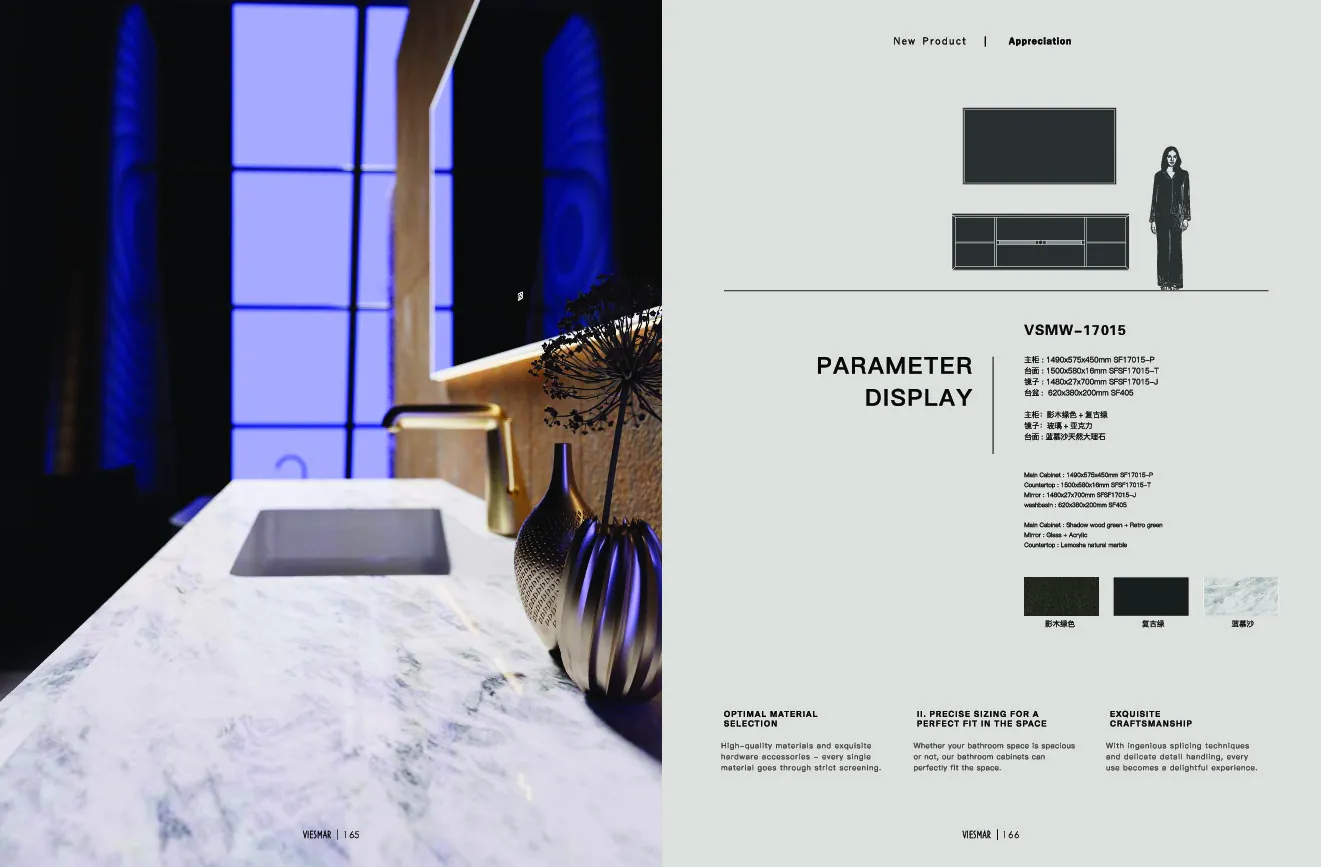 New Product | Appreciation
VSMW-17015
PARAMETER
DISPLAY
主柜 : 1490x575x450mm SF17015-P
台面 : 1500x580x16mm SFSF17015-T
镜子 : 1480x27x700mm SFSF17015-J
台盆 : 620x380x200mm SF405
主柜: 影木绿色 + 复古绿
镜子: 玻璃 + 亚克力
台面 : 蓝慕沙天然大理石
Main Cabinet : 1490x575x450mm SF17015-P
Countertop : 1500x580x16mm SFSF17015-T
Mirror : 1480x27x700mm SFSF17015-J
washbasin : 620x380x200mm SF405
Main Cabinet : Shadow wood green + Retro green
Mirror : Glass + Acrylic
Countertop : Lamosha natural marble
影木绿色
复古绿
蓝慕沙
OPTIMAL MATERIAL
SELECTION
High-quality materials and exquisite
hardware accessories - every single
material goes through strict screening.
II. PRECISE SIZING FOR A
PERFECT FIT IN THE SPACE
Whether your bathroom space is spacious
or not, our bathroom cabinets can
perfectly fit the space.
EXQUISITE
CRAFTSMANSHIP
With ingenious splicing techniques
and delicate detail handling, every
use becomes a delightful experience.
VIESMAR | 165
VIESMAR | 166